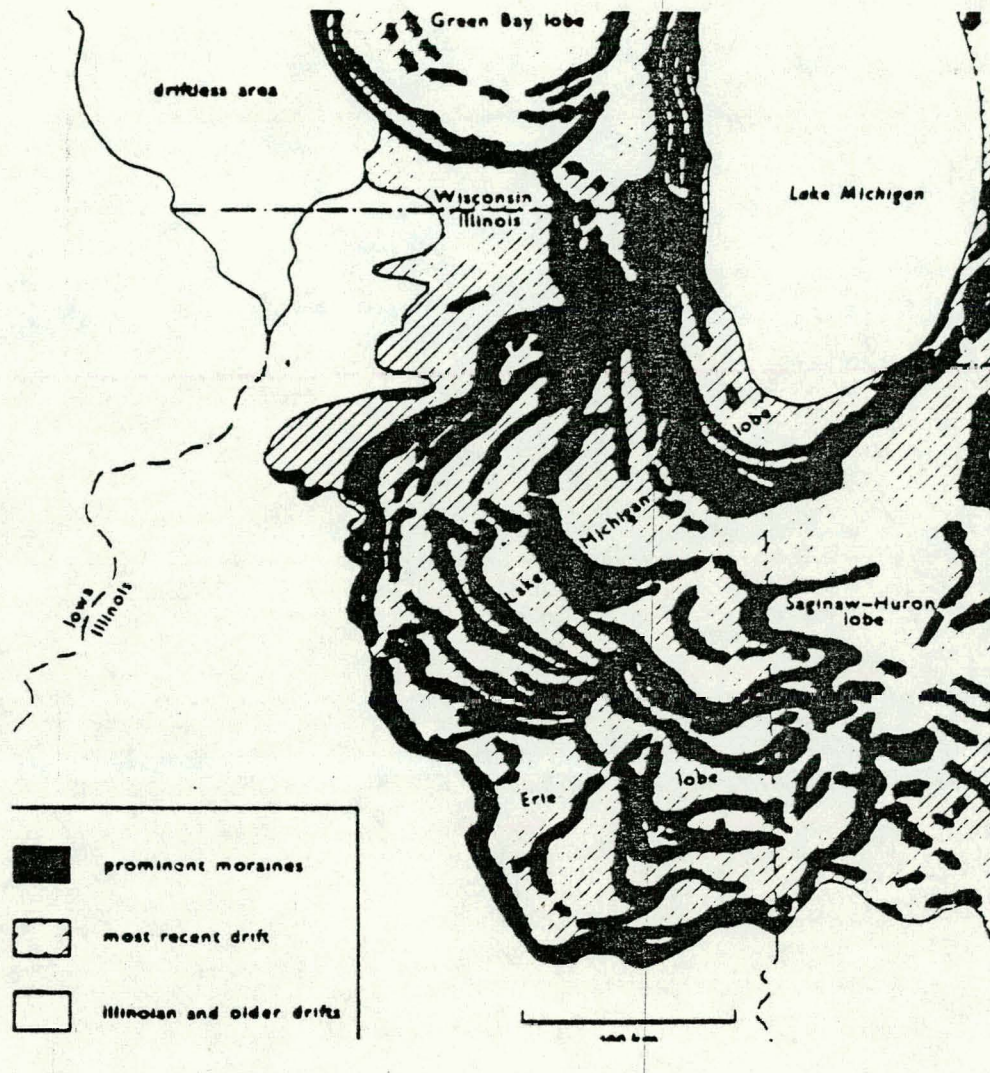 Green Bay lobe
driftless area
Lake Michigan
Wisconsin
Illinois
lobe
Michigan
Lake
Iowa
Illinois
Saginaw-Huron
lobe
Erie
lobe
prominent moraines
most recent drift
Illinoian and older drifts
km